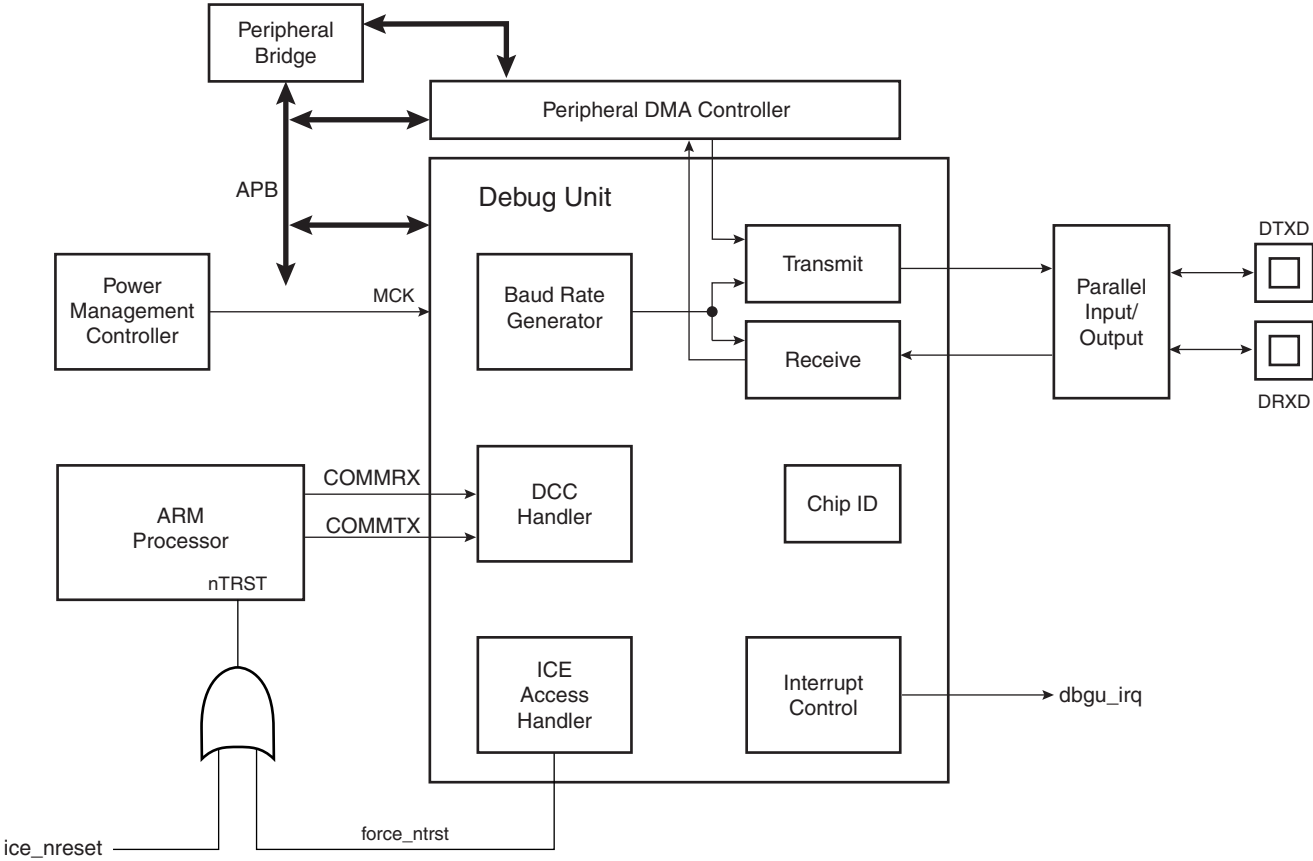 Peripheral
Bridge
Peripheral DMA Controller
APB
Debug Unit
Power
Management
Controller
MCK
Baud Rate
Generator
Transmit
Receive
Parallel
Input/
Output
DTXD
DRXD
ARM
Processor
nTRST
COMMRX
COMMTX
DCC
Handler
Chip ID
ICE
Access
Handler
Interrupt
Control
dbgu_irq
force_ntrst
ice_nreset